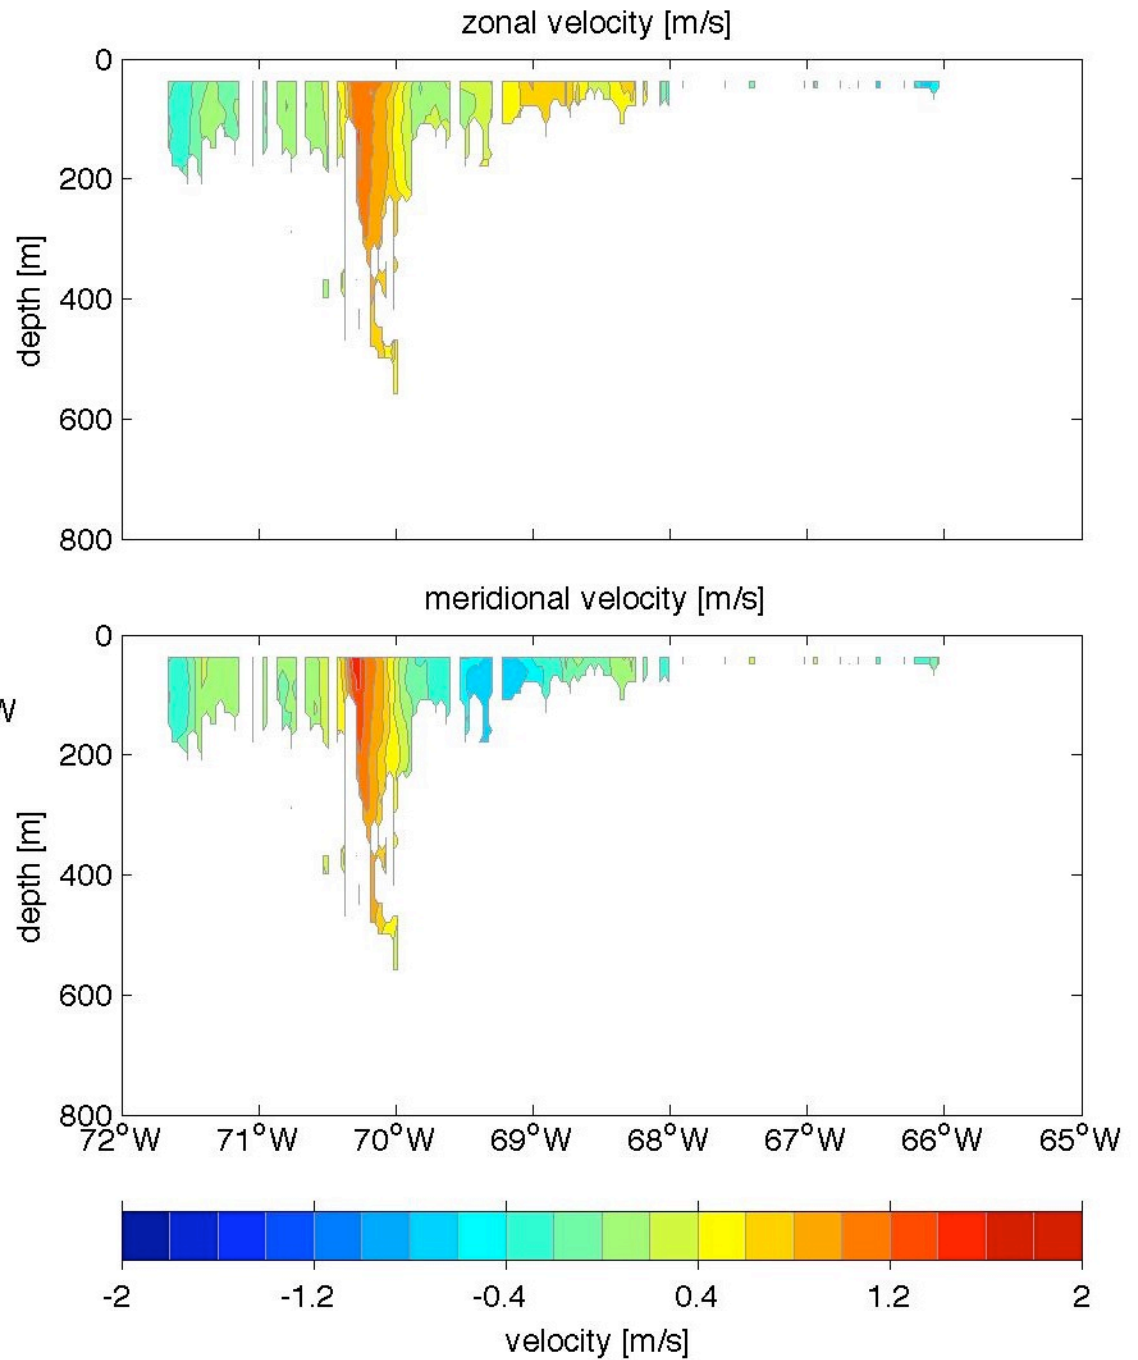 zonal velocity [m/s]
0
200
400
600
800
depth [m]
meridional velocity [m/s]
0
200
400
600
800
depth [m]
W
72°W 71°W 70°W 69°W 68°W 67°W 66°W 65°W
-2 -1.2 -0.4 0.4 1.2 2
velocity [m/s]